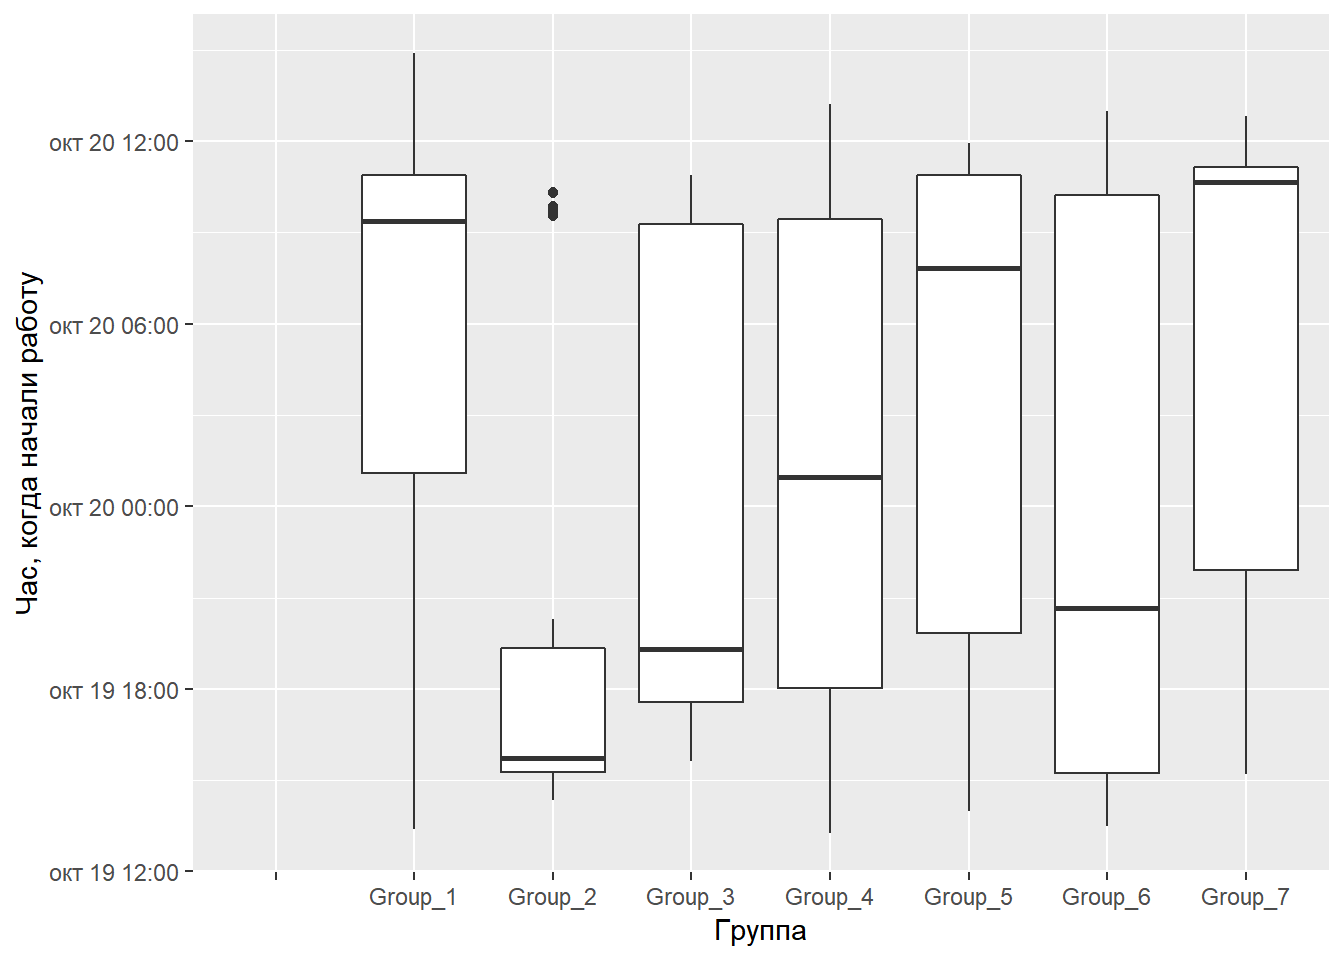 Час, когда начали работу
окт 20 12:00
окт 20 06:00
окт 20 00:00
окт 19 18:00
окт 19 12:00
Group_1 Group_2 Group_3 Group_4 Group_5 Group_6 Group_7
Группа